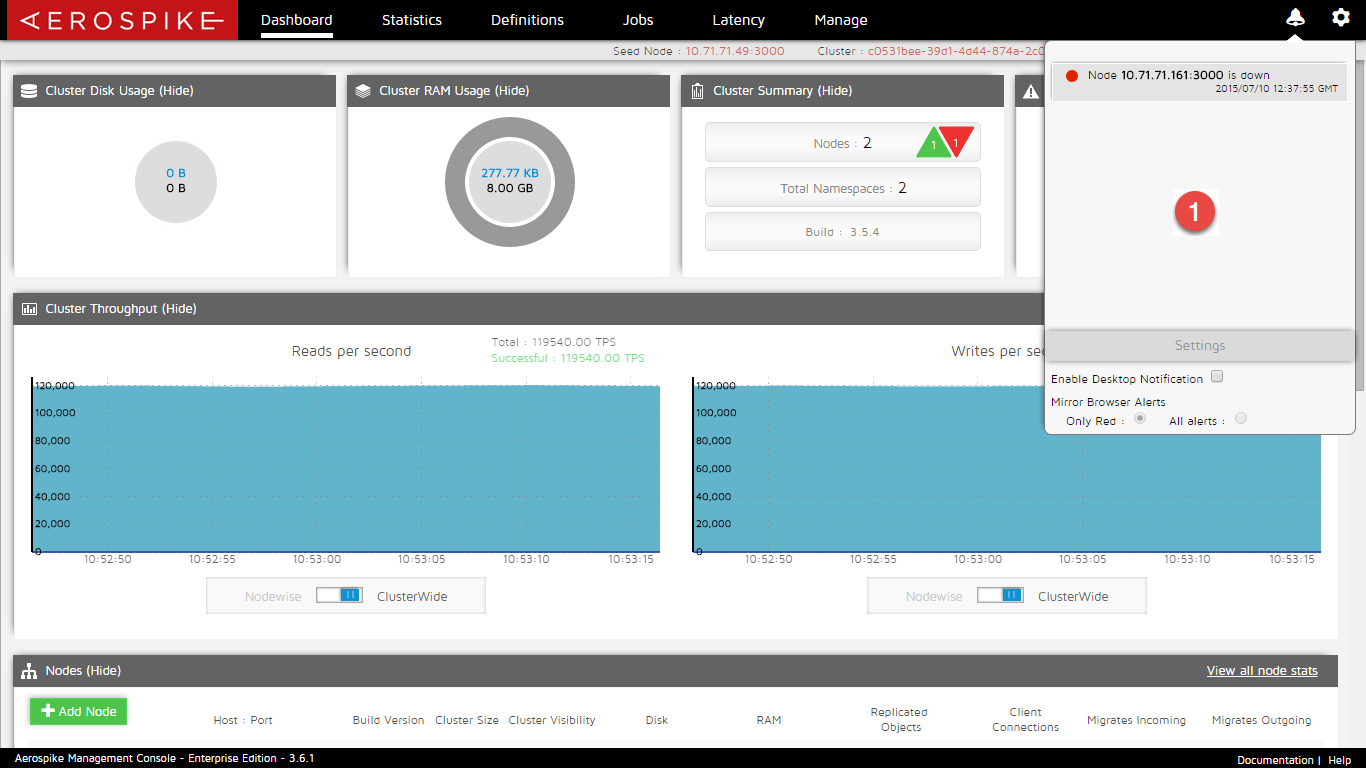 AEROSPIKE Dashboard Statistics Definitions Jobs Latency Manage
Seed Node : 10.71.71.49:3000 Cluster : c0531bee-39d1-4d44-874a-2c0
Node 10.71.71.161:3000 is down
2015/07/10 12:37:55 GMT
1
Settings
Enable Desktop Notification
Mirror Browser Alerts
Only Red : All alerts :
Cluster Disk Usage (Hide)
0 B
0 B
Cluster RAM Usage (Hide)
277.77 KB
8.00 GB
Cluster Summary (Hide)
Nodes : 2 1 1
Total Namespaces : 2
Build : 3.5.4
Cluster Throughput (Hide)
Reads per second
Total : 119540.00 TPS
Successful : 119540.00 TPS
120,000
100,000
80,000
60,000
40,000
20,000
0
10:52:50 10:52:55 10:53:00 10:53:05 10:53:10 10:53:15
Nodewise ClusterWide
Writes per sec
120,000
100,000
80,000
60,000
40,000
20,000
0
10:52:50 10:52:55 10:53:00 10:53:05 10:53:10 10:53:15
Nodewise ClusterWide
Nodes (Hide) View all node stats
Add Node
Host : Port Build Version Cluster Size Cluster Visibility Disk RAM Replicated Objects Client Connections Migrates Incoming Migrates Outgoing
Aerospike Management Console - Enterprise Edition - 3.6.1 Documentation | Help